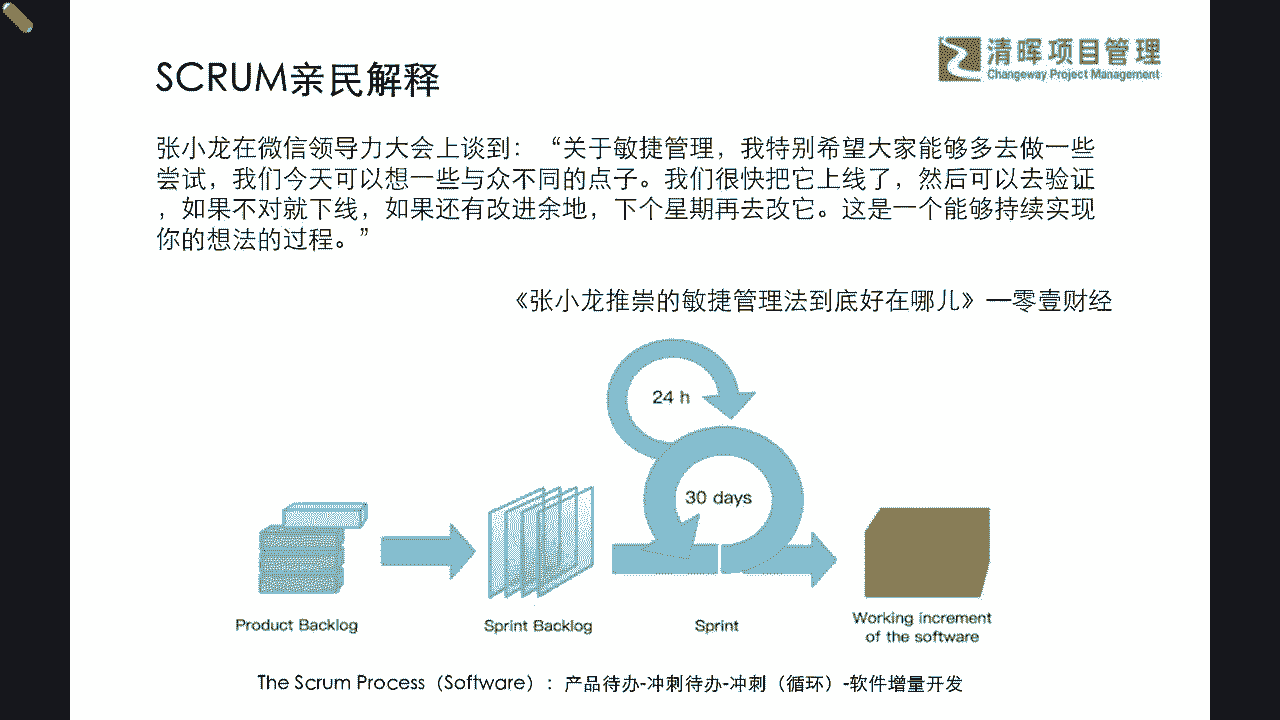 清晖项目管理
Changeway Project Management
SCRUM亲民解释
张小龙在微信领导力大会上谈到：“关于敏捷管理，我特别希望大家能够多去做一些
尝试，我们今天可以想一些与众不同的点子。我们很快把它上线了，然后可以去验证
，如果不对就下线，如果还有改进余地，下个星期再去改它。这是一个能够持续实现
你的想法的过程。”
《张小龙推崇的敏捷管理法到底好在哪儿》—零壹财经
24 h
30 days
Product Backlog
Sprint Backlog
Sprint
Working increment
of the software
The Scrum Process（Software）：产品待办-冲刺待办-冲刺（循环）-软件增量开发